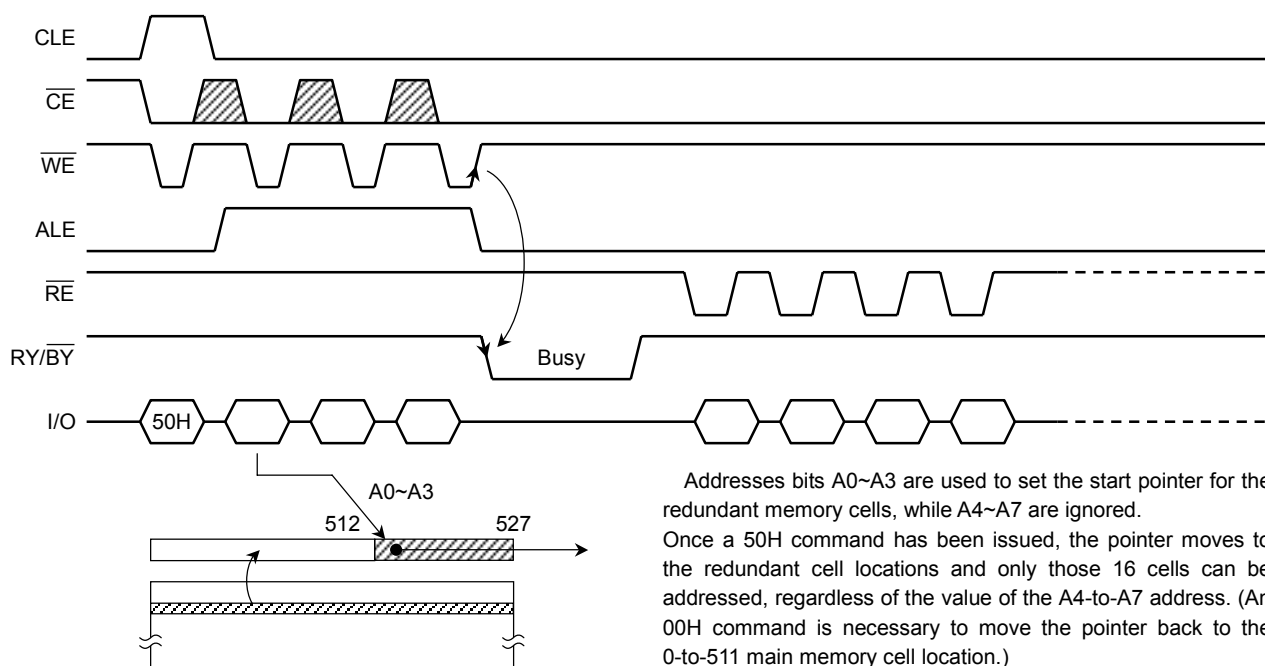 CLE
CE
WE
ALE
RE
RY/BY
Busy
I/O
50H
A0~A3
512
527
Addresses bits A0~A3 are used to set the start pointer for the
redundant memory cells, while A4~A7 are ignored.
Once a 50H command has been issued, the pointer moves to
the redundant cell locations and only those 16 cells can be
addressed, regardless of the value of the A4-to-A7 address. (An
00H command is necessary to move the pointer back to the
0-to-511 main memory cell location.)